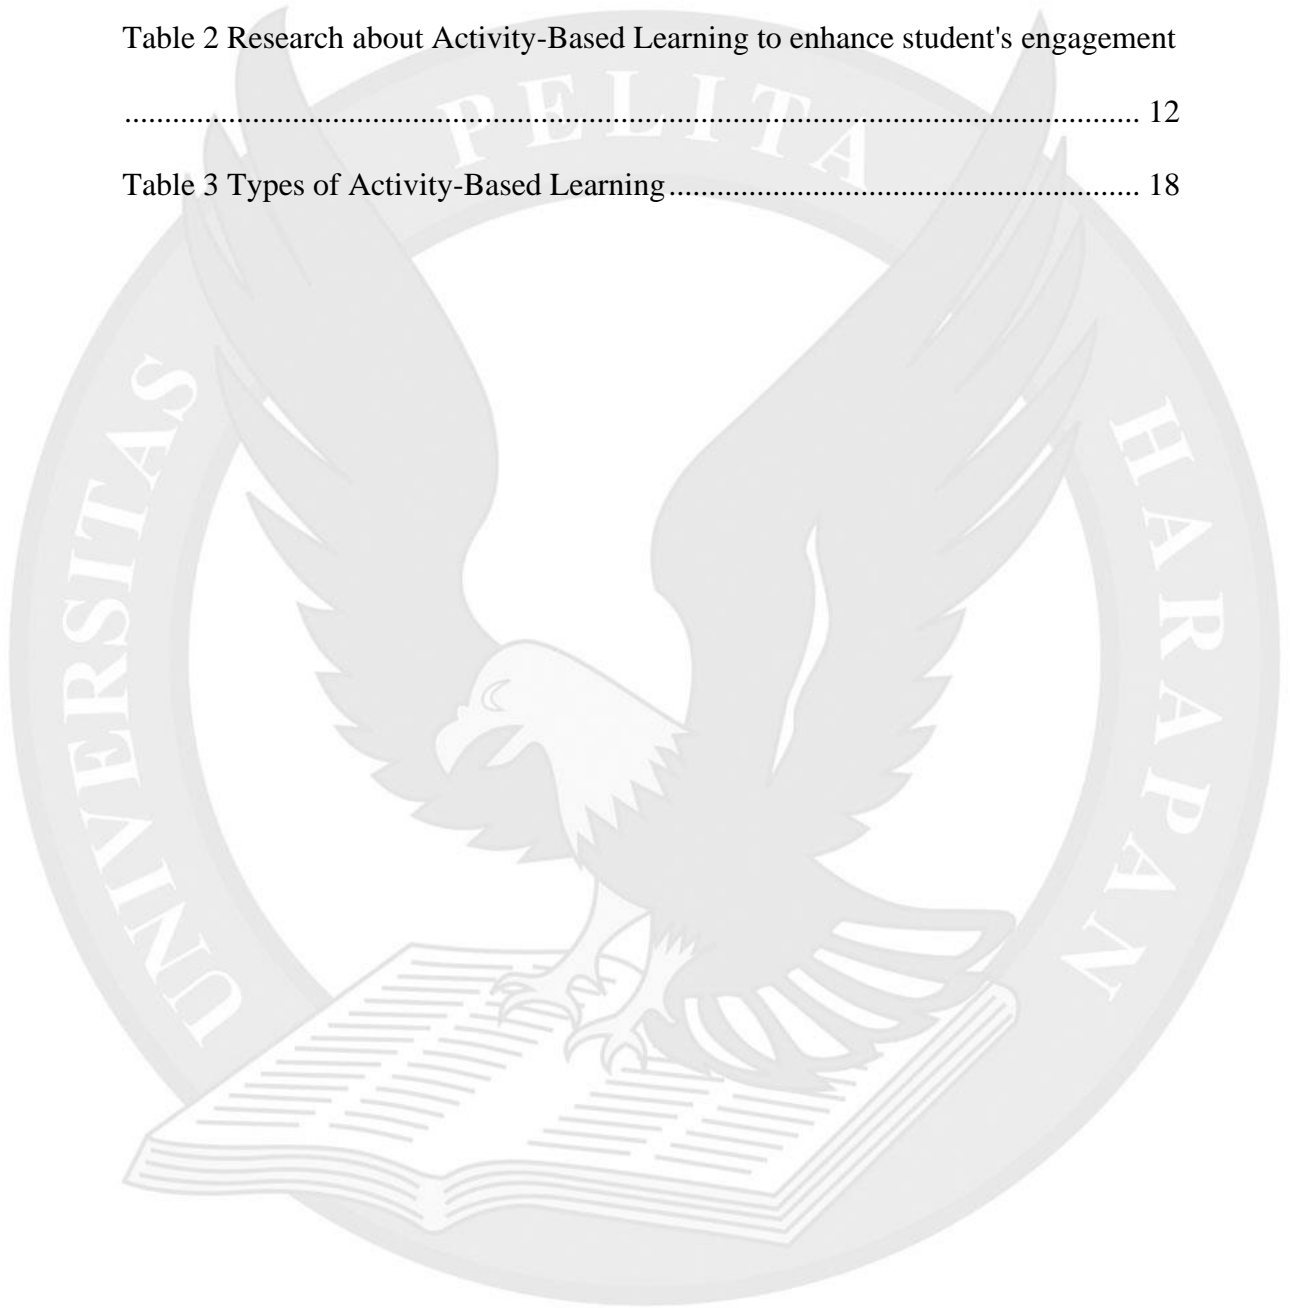 Table 2 Research about Activity-Based Learning to enhance student's engagement
................................................................................................................................ 12
Table 3 Types of Activity-Based Learning........................................................... 18
UNIVERSITAS PELITA HARAPAN